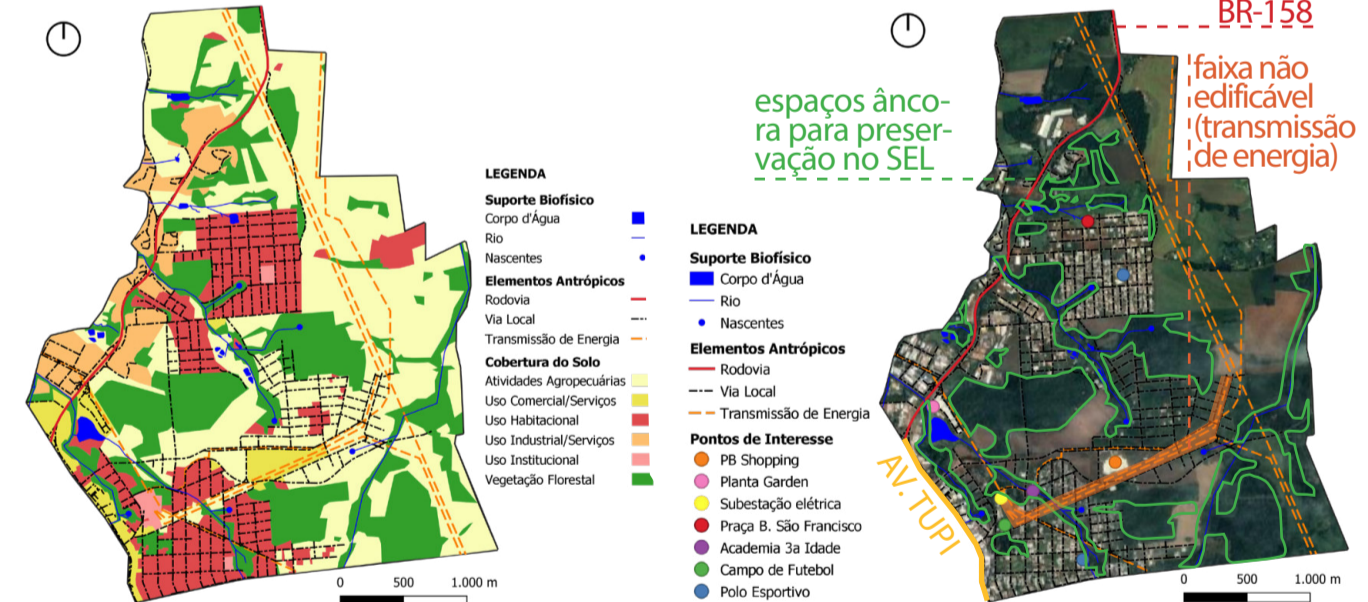 LEGENDA
Suporte Biofísico
Corpo d'Água
Rio
Nascentes
Elementos Antrópicos
Rodovia
Via Local
Transmissão de Energia
Cobertura do Solo
Atividades Agropecuárias
Uso Comercial/Serviços
Uso Habitacional
Uso Industrial/Serviços
Uso Institucional
Vegetação Florestal
0 500 1.000 m
BR-158
faixa não
edificável
(transmissão
de energia)
espaços ânco-
ra para preser-
vação no SEL
LEGENDA
Suporte Biofísico
Corpo d'Água
Rio
Nascentes
Elementos Antrópicos
Rodovia
Via Local
Transmissão de Energia
Pontos de Interesse
PB Shopping
Planta Garden
Subestação elétrica
Praça B. São Francisco
Academia 3a Idade
Campo de Futebol
Polo Esportivo
AV. TUPI
0 500 1.000 m